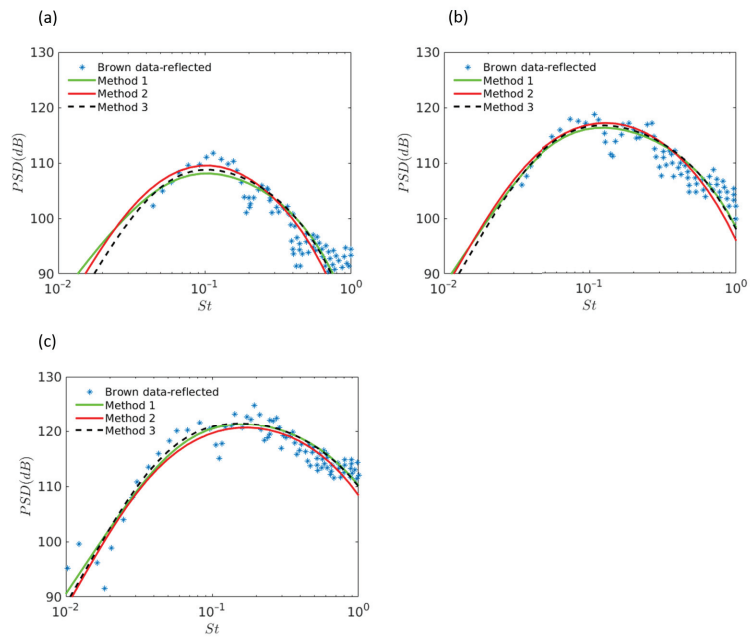 (a)
130
120
110
100
90
PSD(dB)
Brown data-reflected
Method 1
Method 2
Method 3
10^-2
10^-1
10^0
St
(b)
130
120
110
100
90
PSD(dB)
Brown data-reflected
Method 1
Method 2
Method 3
10^-2
10^-1
10^0
St
(c)
130
120
110
100
90
PSD(dB)
Brown data-reflected
Method 1
Method 2
Method 3
10^-2
10^-1
10^0
St